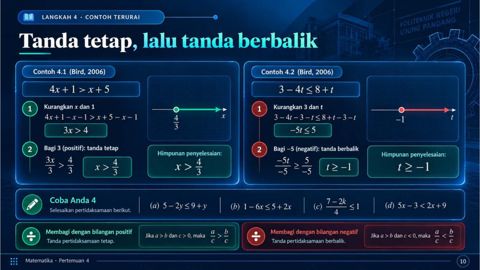 LANGKAH 4 • CONTOH TERURAI
POLITEKNIK NEGERI
UJUNG PANDANG
Tanda tetap, lalu tanda berbalik
Contoh 4.1 (Bird, 2006)
4x + 1 > x + 5
1 Kurangkan x dan 1
4x + 1 − x − 1 > x + 5 − x − 1
3x > 4
2 Bagi 3 (positif): tanda tetap
3x/3 > 4/3
x > 4/3
4/3
x
Himpunan penyelesaian:
x > 4/3
Contoh 4.2 (Bird, 2006)
3 − 4t ≤ 8 + t
1 Kurangkan 3 dan t
3 − 4t − 3 − t ≤ 8 + t − 3 − t
−5t ≤ 5
2 Bagi −5 (negatif): tanda berbalik
−5t/−5 ≥ 5/−5
t ≥ −1
−1
t
Himpunan penyelesaian:
t ≥ −1
Coba Anda 4
Selesaikan pertidaksamaan berikut.
(a) 5 − 2y ≤ 9 + y
(b) 1 − 6x ≤ 5 + 2x
(c) (7 − 2k)/4 ≤ 1
(d) 5x − 3 < 2x + 9
Membagi dengan bilangan positif
Tanda pertidaksamaan tetap.
Jika a > b dan c > 0, maka a/c > b/c
Membagi dengan bilangan negatif
Tanda pertidaksamaan berbalik.
Jika a > b dan c < 0, maka a/c < b/c
Matematika • Pertemuan 4
10